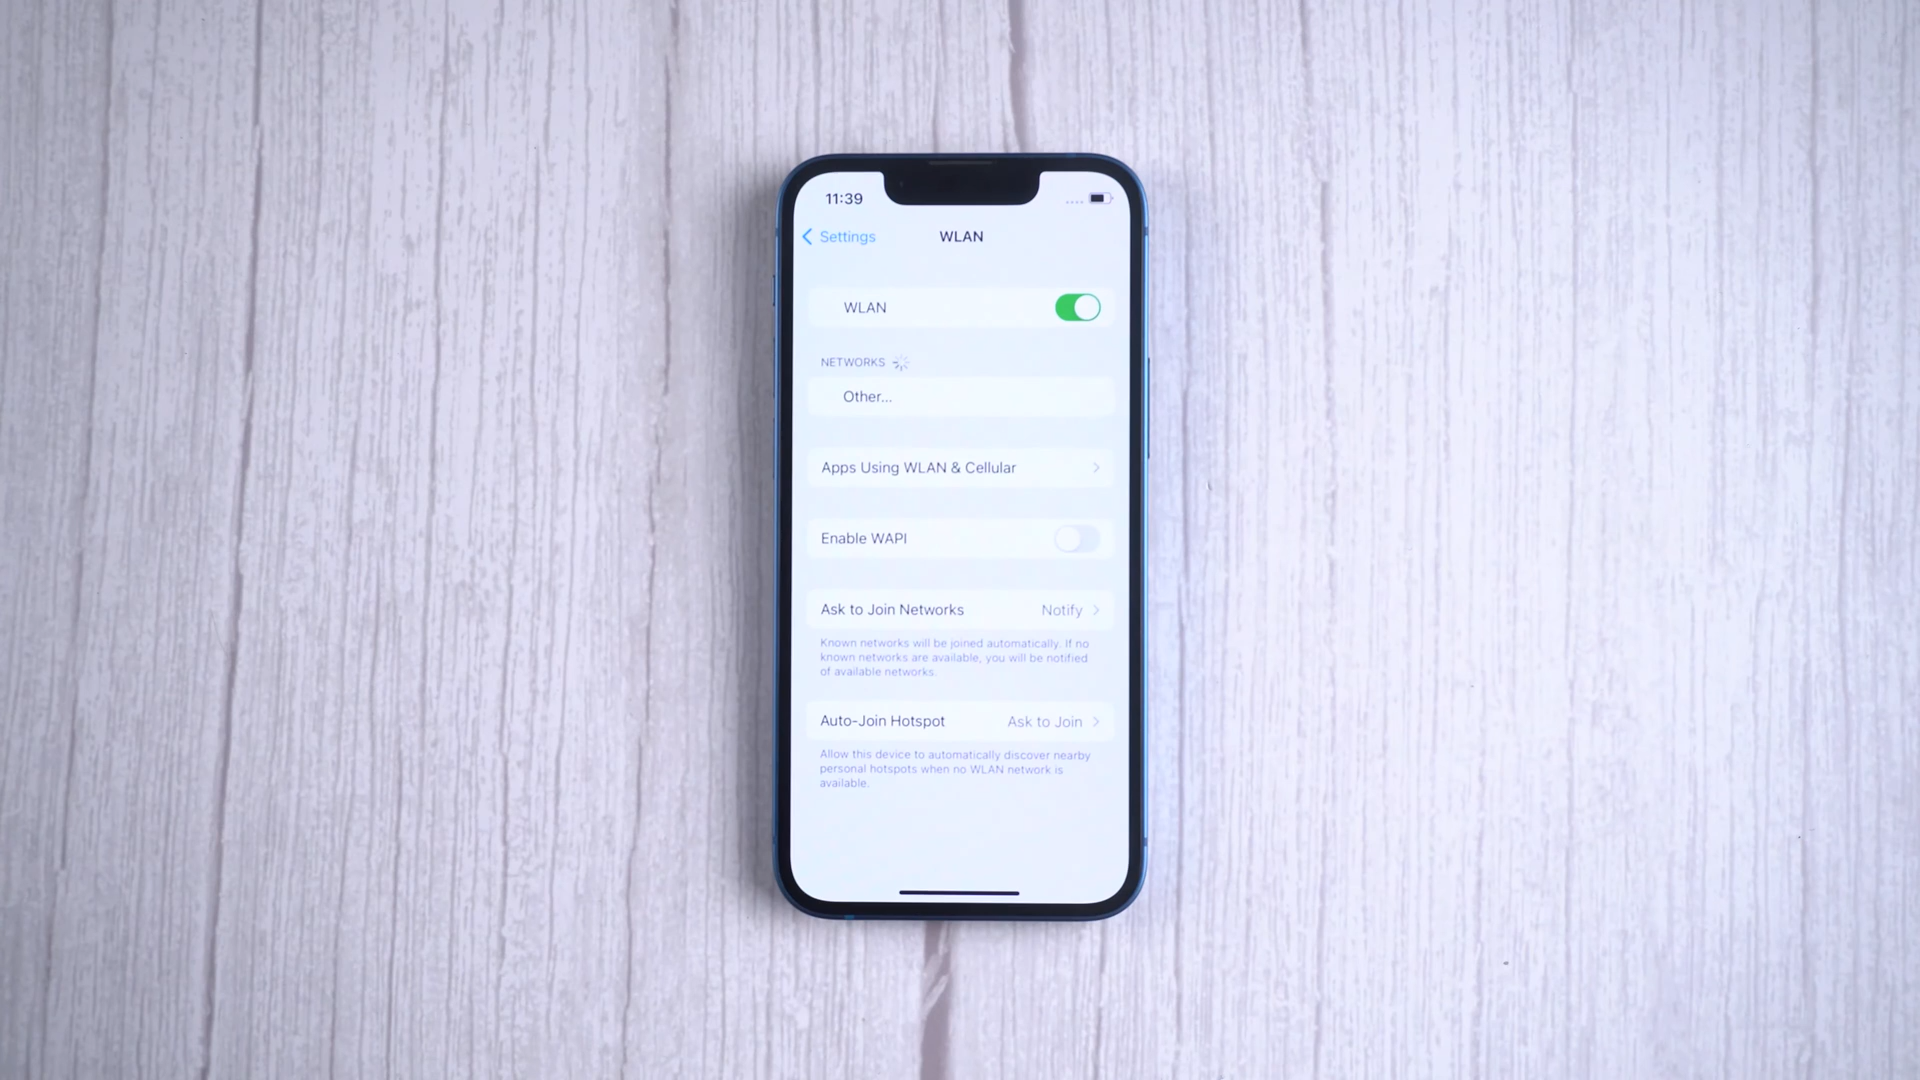 11:39
Settings
WLAN
WLAN
NETWORKS
Other...
Apps Using WLAN & Cellular
Enable WAPI
Ask to Join Networks Notify
Known networks will be joined automatically. If no
known networks are available, you will be notified
of available networks.
Auto-Join Hotspot Ask to Join
Allow this device to automatically discover nearby
personal hotspots when no WLAN network is
available.